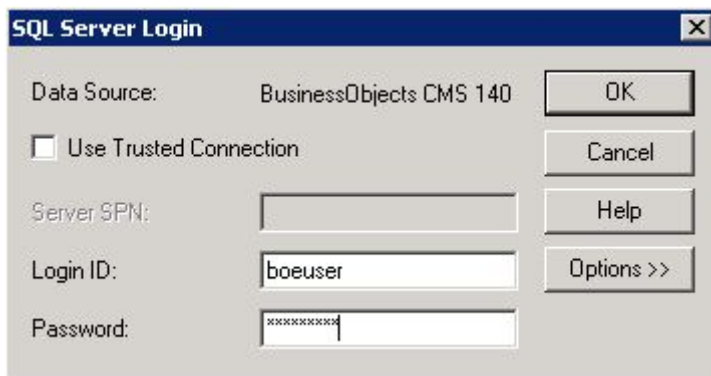 SQL Server Login
Data Source: BusinessObjects CMS 140 OK
Use Trusted Connection Cancel
Server SPN: Help
Login ID: boeuser Options >>
Password: *********